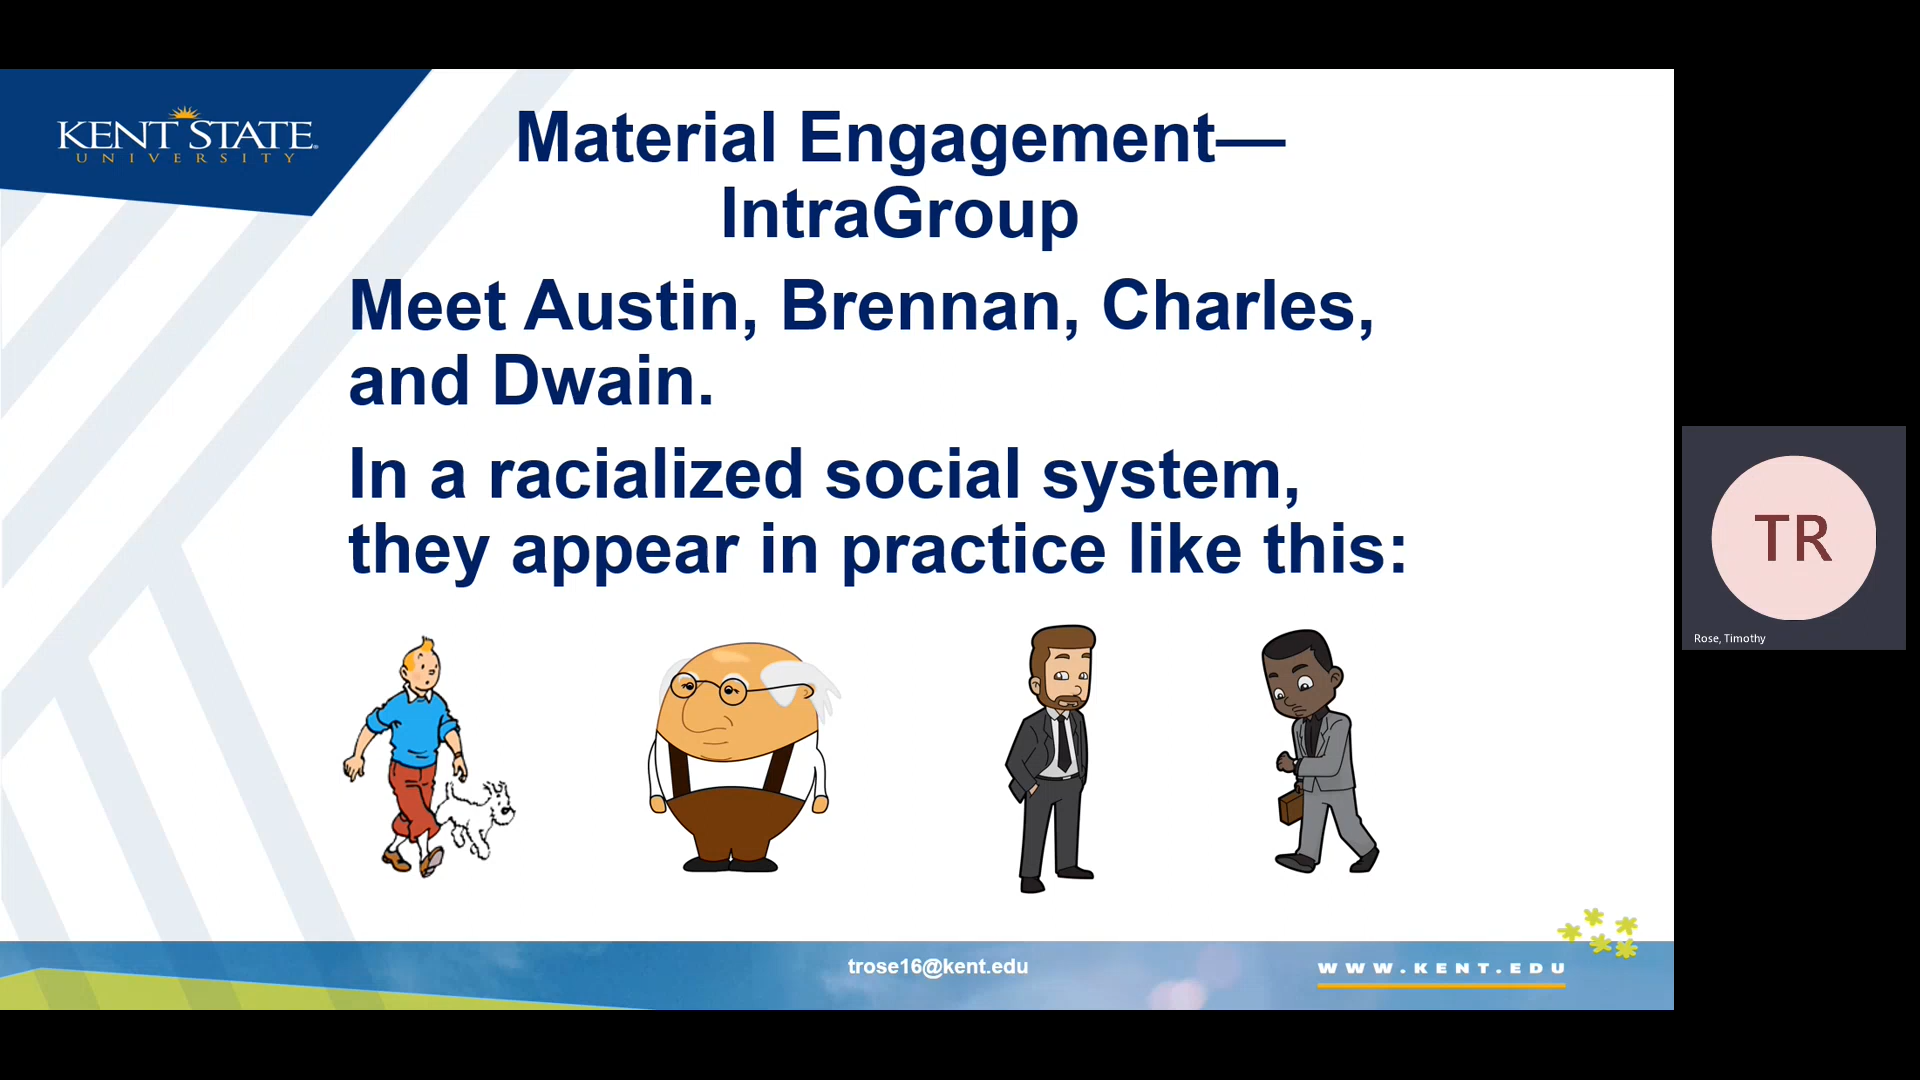 KENT STATE
UNIVERSITY
Material Engagement—
IntraGroup
Meet Austin, Brennan, Charles,
and Dwain.
In a racialized social system,
they appear in practice like this:
TR
Rose, Timothy
trose16@kent.edu
WWW.KENT.EDU